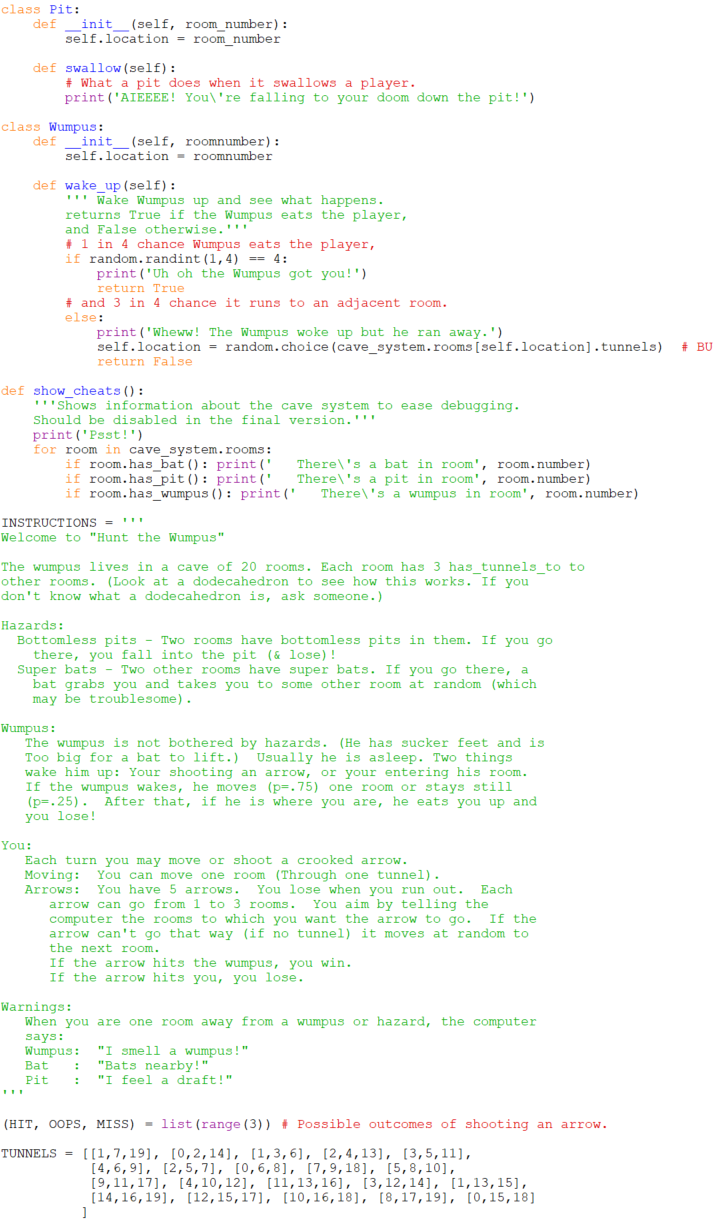 class Pit:
    def __init__(self, room_number):
        self.location = room_number

    def swallow(self):
        # What a pit does when it swallows a player.
        print('AIEEEE! You\'re falling to your doom down the pit!')

class Wumpus:
    def __init__(self, roomnumber):
        self.location = roomnumber

    def wake_up(self):
        ''' Wake Wumpus up and see what happens.
        returns True if the Wumpus eats the player,
        and False otherwise.'''
        # 1 in 4 chance Wumpus eats the player,
        if random.randint(1,4) == 4:
            print('Uh oh the Wumpus got you!')
            return True
        # and 3 in 4 chance it runs to an adjacent room.
        else:
            print('Wheww! The Wumpus woke up but he ran away.')
            self.location = random.choice(cave_system.rooms[self.location].tunnels)  # BU
            return False

def show_cheats():
    '''Shows information about the cave system to ease debugging.
    Should be disabled in the final version.'''
    print('Psst!')
    for room in cave_system.rooms:
        if room.has_bat(): print('   There\'s a bat in room', room.number)
        if room.has_pit(): print('   There\'s a pit in room', room.number)
        if room.has_wumpus(): print('   There\'s a wumpus in room', room.number)

INSTRUCTIONS = '''
Welcome to "Hunt the Wumpus"

The wumpus lives in a cave of 20 rooms. Each room has 3 has_tunnels_to to
other rooms. (Look at a dodecahedron to see how this works. If you
don't know what a dodecahedron is, ask someone.)

Hazards:
  Bottomless pits - Two rooms have bottomless pits in them. If you go
    there, you fall into the pit (& lose)!
  Super bats - Two other rooms have super bats. If you go there, a
    bat grabs you and takes you to some other room at random (which
    may be troublesome).

Wumpus:
   The wumpus is not bothered by hazards. (He has sucker feet and is
   Too big for a bat to lift.)  Usually he is asleep. Two things
   wake him up: Your shooting an arrow, or your entering his room.
   If the wumpus wakes, he moves (p=.75) one room or stays still
   (p=.25).  After that, if he is where you are, he eats you up and
   you lose!

You:
   Each turn you may move or shoot a crooked arrow.
   Moving:  You can move one room (Through one tunnel).
   Arrows:  You have 5 arrows.  You lose when you run out.  Each
      arrow can go from 1 to 3 rooms.  You aim by telling the
      computer the rooms to which you want the arrow to go.  If the
      arrow can't go that way (if no tunnel) it moves at random to
      the next room.
      If the arrow hits the wumpus, you win.
      If the arrow hits you, you lose.

Warnings:
   When you are one room away from a wumpus or hazard, the computer
   says:
   Wumpus:  "I smell a wumpus!"
   Bat   :  "Bats nearby!"
   Pit   :  "I feel a draft!"
'''

(HIT, OOPS, MISS) = list(range(3)) # Possible outcomes of shooting an arrow.

TUNNELS = [[1,7,19], [0,2,14], [1,3,6], [2,4,13], [3,5,11],
           [4,6,9], [2,5,7], [0,6,8], [7,9,18], [5,8,10],
           [9,11,17], [4,10,12], [11,13,16], [3,12,14], [1,13,15],
           [14,16,19], [12,15,17], [10,16,18], [8,17,19], [0,15,18]
          ]